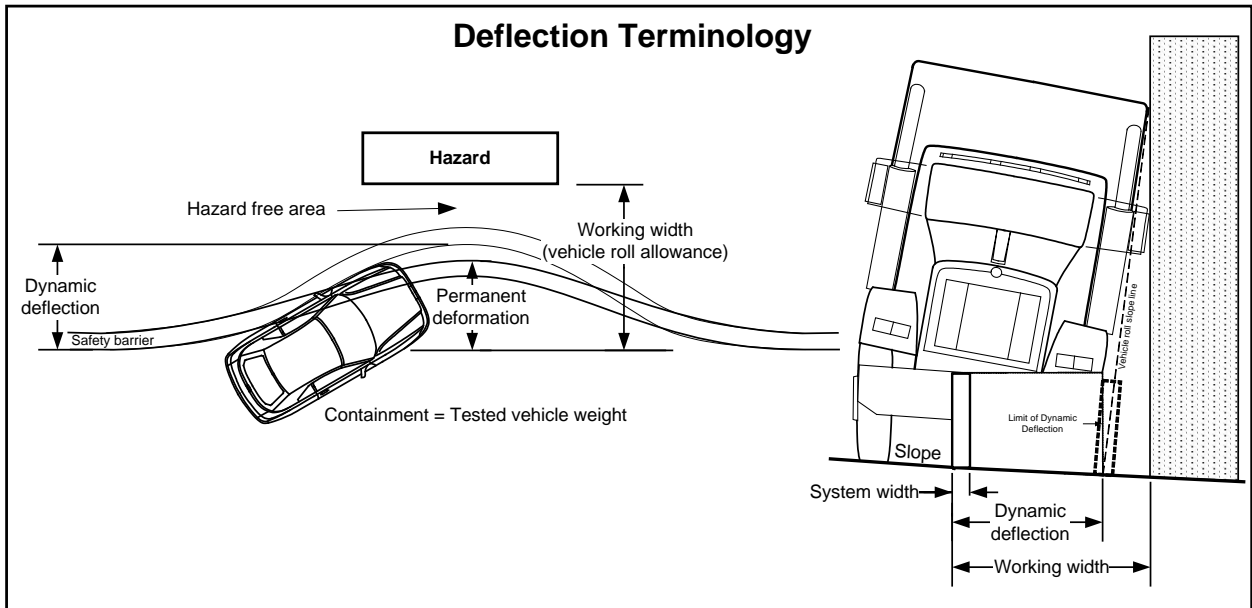 Deflection Terminology
Hazard
Hazard free area
Working width
(vehicle roll allowance)
Dynamic
deflection
Permanent
deformation
Safety barrier
Containment = Tested vehicle weight
Vehicle roll slope line
Limit of Dynamic
Deflection
Slope
System width
Dynamic
deflection
Working width